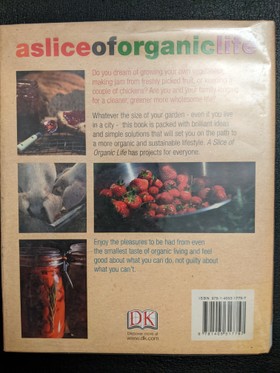 asliceoforganiclife
Do you dream of growing your own vegetables,
making jam from freshly picked fruit, or keeping a
couple of chickens? Are you and your family
for a cleaner, greener more wholesome
Whatever the size of your garden - even if you live
in a city - this book is packed with brilliant ideas
and simple solutions that will set you on the path
to a more organic and sustainable lifestyle. A Slice of
Organic Life has projects for everyone.
Enjoy the pleasures to be had from even
the smallest taste of organic living and feel
good about what you can do, not guilty about
what you can't.
DK
Discover more at
www.dk.com